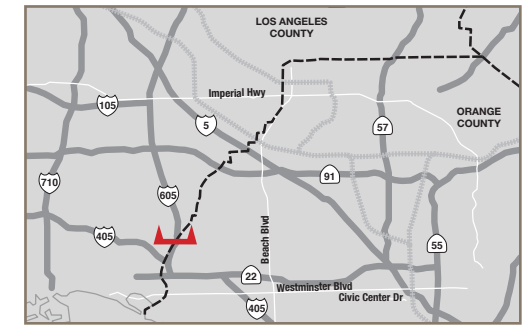 LOS ANGELES
COUNTY
Imperial Hwy
105
5
57
ORANGE
COUNTY
710
605
91
405
Beach Blvd
55
22
Westminster Blvd
Civic Center Dr
405